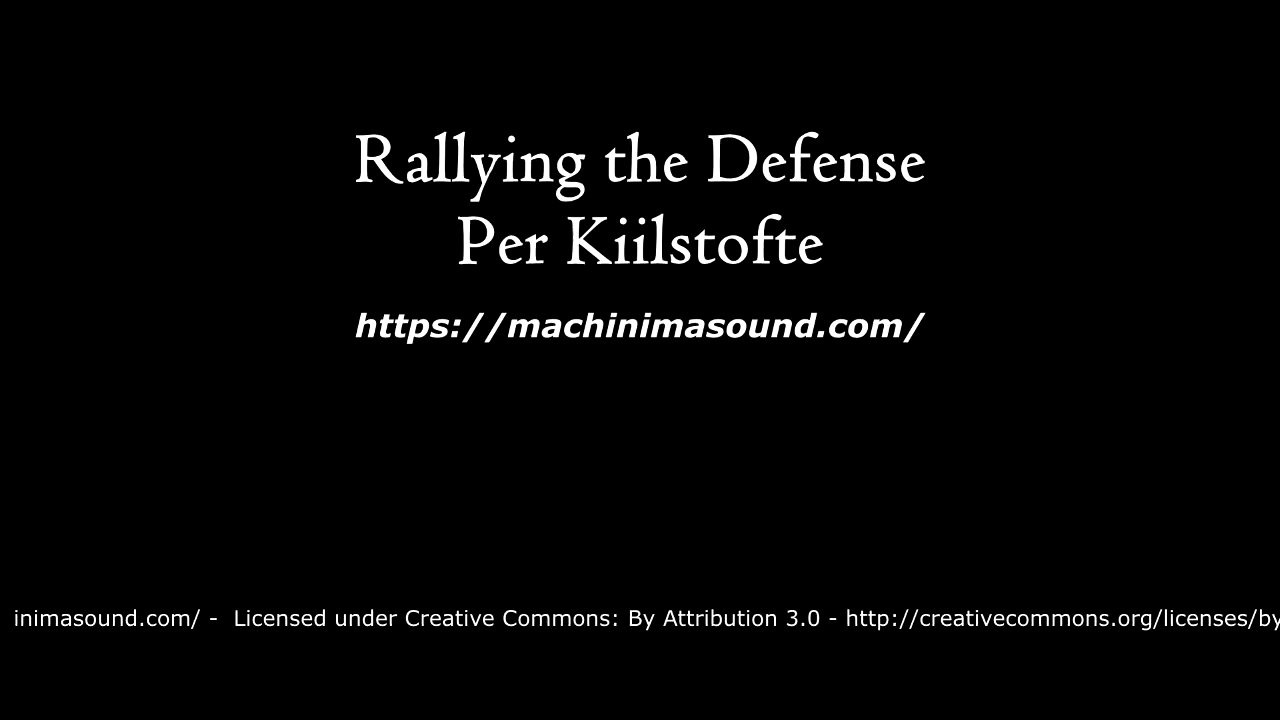 Rallying the Defense
Per Kiilstofte
https://machinimasound.com/
inimasound.com/ -  Licensed under Creative Commons: By Attribution 3.0 - http://creativecommons.org/licenses/by